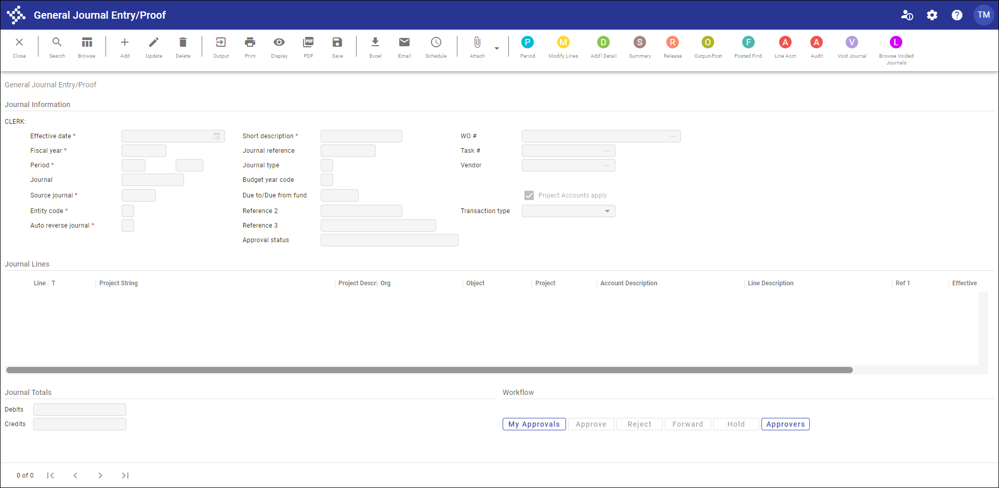 General Journal Entry/Proof
TM
Close
Search
Browse
Add
Update
Delete
Output
Print
Display
PDF
PDF
Save
Excel
Email
Schedule
Attach
P
Period
M
Modify Lines
D
Add'l Detail
S
Summary
R
Release
O
Output-Post
F
Posted Find
A
Line Acct
A
Audit
V
Void Journal
L
Browse Voided
Journals
General Journal Entry/Proof
Journal Information
CLERK:
Effective date *
Short description *
WO #
Fiscal year *
Journal reference
Task #
Period *
Journal type
Vendor
Journal
Budget year code
Source journal *
Due to/Due from fund
Project Accounts apply
Entity code *
Reference 2
Transaction type
Auto reverse journal *
Reference 3
Approval status
Journal Lines
Line T Project String Project Descri Org Object Project Account Description Line Description Ref 1 Effective
Journal Totals
Workflow
Debits
Credits
My Approvals
Approve
Reject
Forward
Hold
Approvers
0 of 0